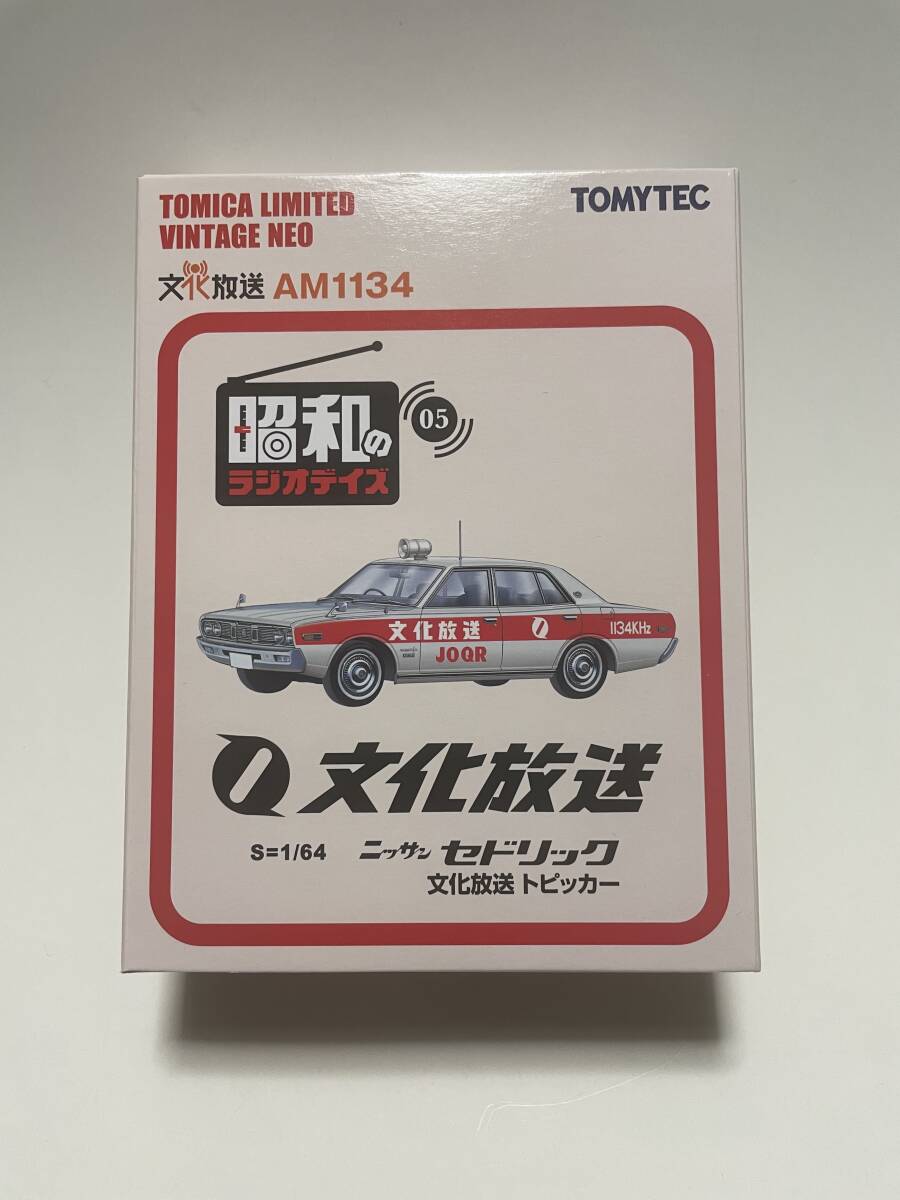 TOMICA LIMITED
VINTAGE NEO
TOMYTEC
文化放送 AM1134
昭和の
ラジオデイズ
05
文化放送
JOQR
1134KHz
文化放送
S=1/64 ニッサン セドリック
文化放送 トピッカー